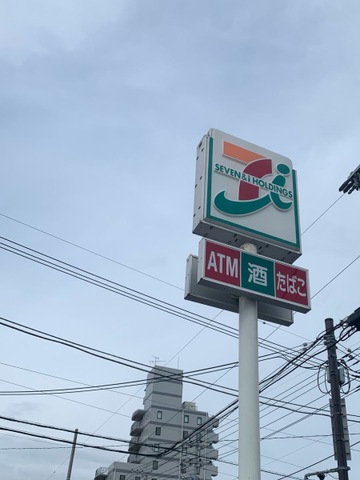 SEVEN&i HOLDINGS
ATM 酒 たばこ